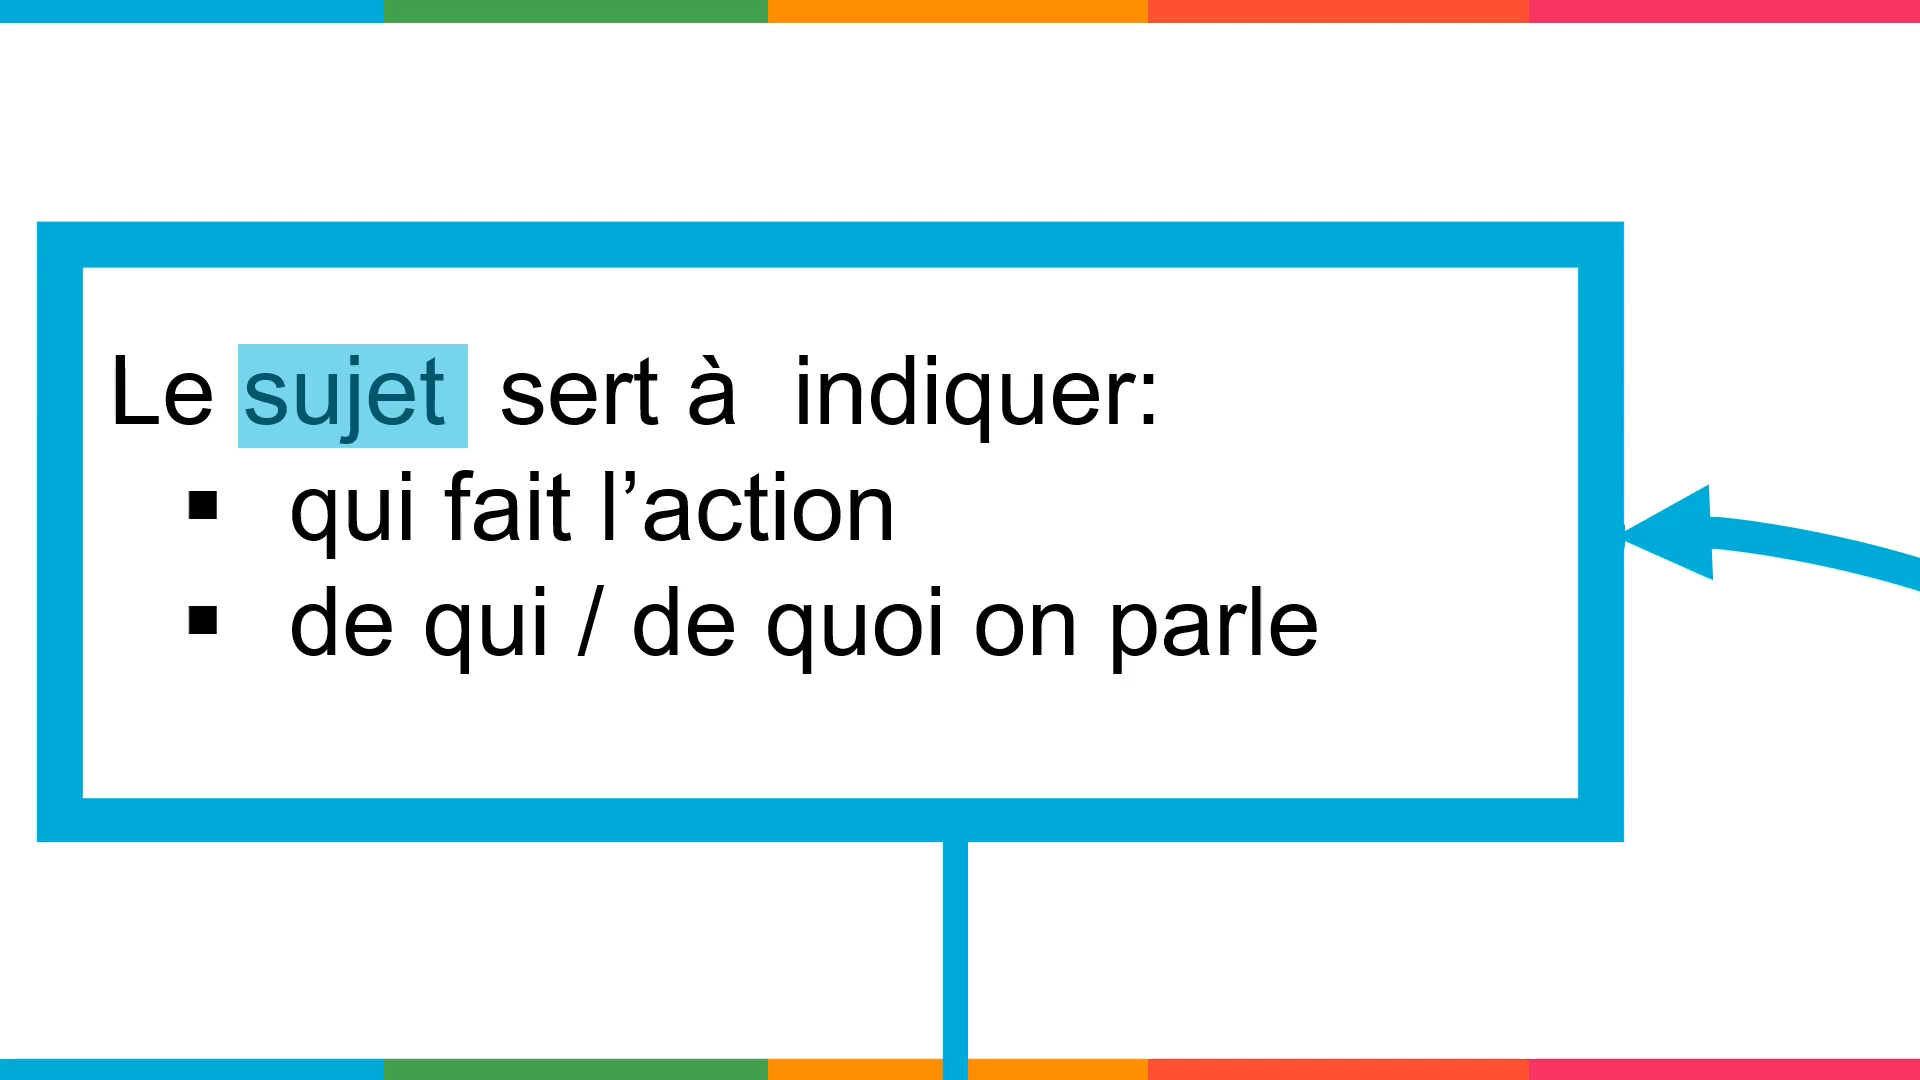 Le sujet sert à indiquer:
▪ qui fait l’action
▪ de qui / de quoi on parle